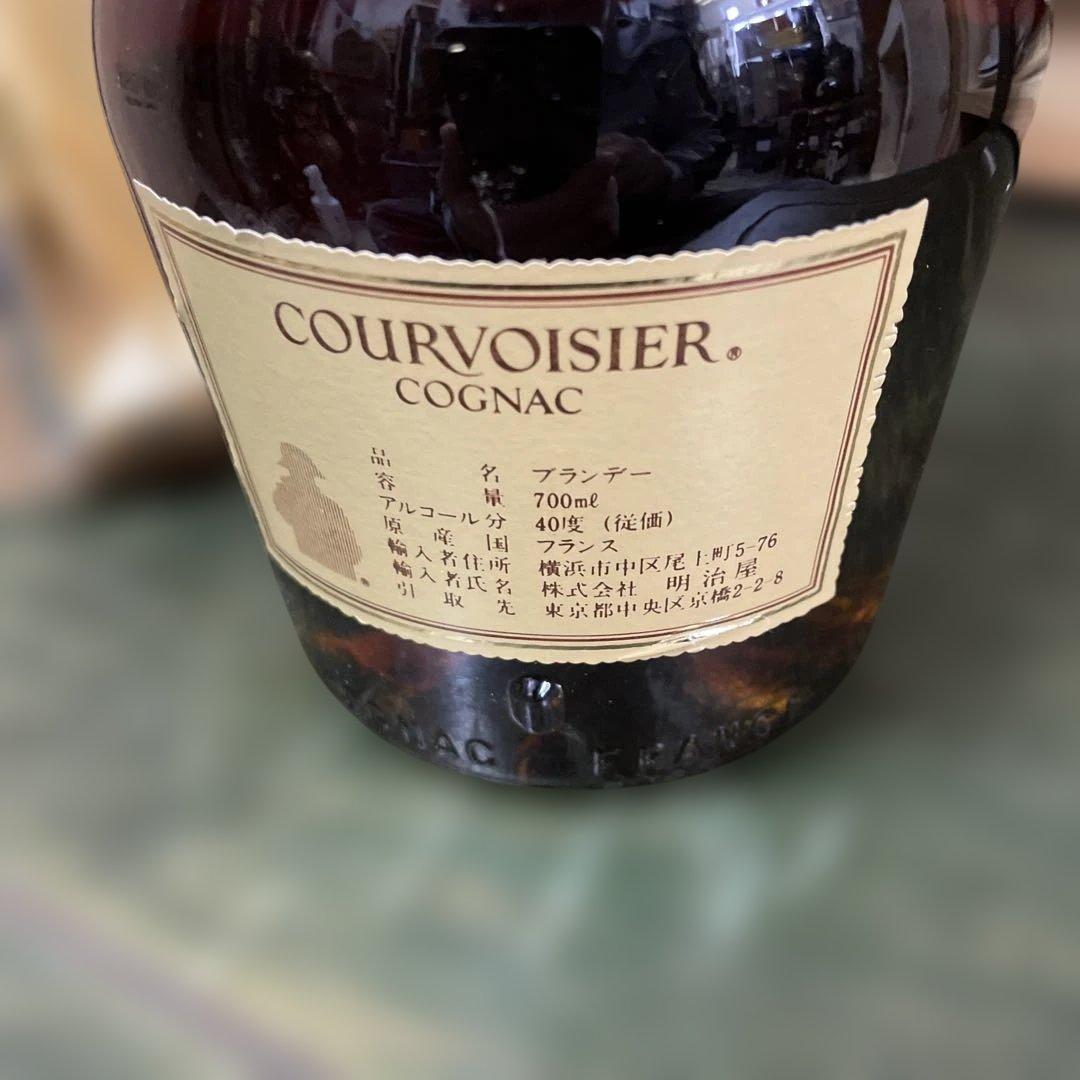 COURVOISIER®
COGNAC
品名 ブランデー
容量 700mℓ
アルコール分 40度 (従価)
原産国 フランス
輸入者住所 横浜市中区尾上町5-76
輸入者氏名 株式会社 明治屋
引取先 東京都中央区京橋2-2-8
®
FRANCE